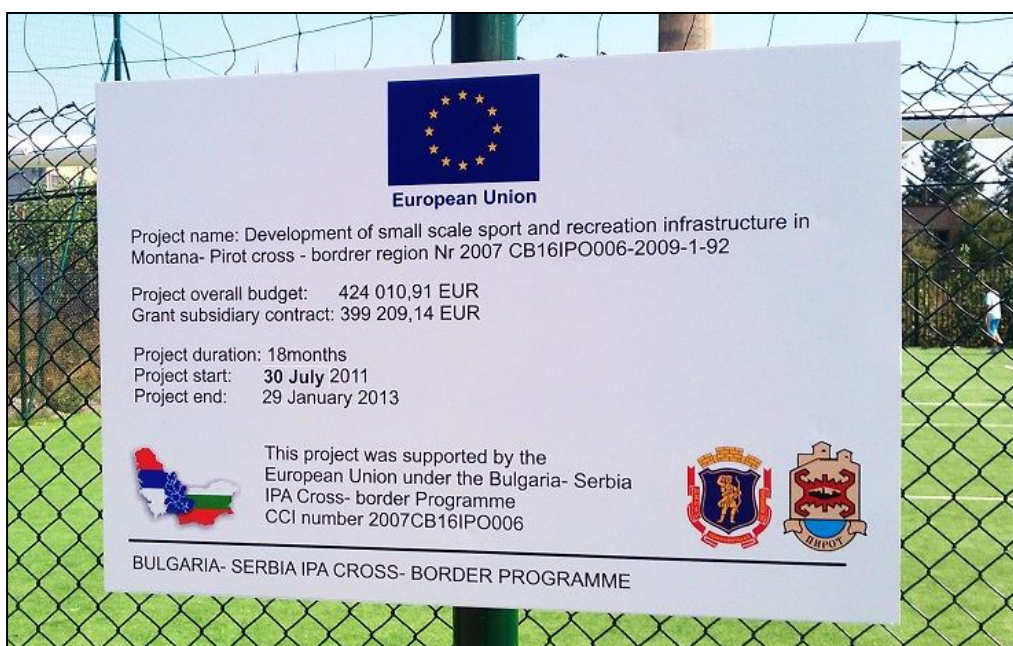 European Union
Project name: Development of small scale sport and recreation infrastructure in
Montana- Pirot cross - bordrer region Nr 2007 CB16IPO006-2009-1-92
Project overall budget: 424 010,91 EUR
Grant subsidiary contract: 399 209,14 EUR
Project duration: 18months
Project start: 30 July 2011
Project end: 29 January 2013
This project was supported by the
European Union under the Bulgaria- Serbia
IPA Cross- border Programme
CCI number 2007CB16IPO006
ПИРОТ
BULGARIA- SERBIA IPA CROSS- BORDER PROGRAMME